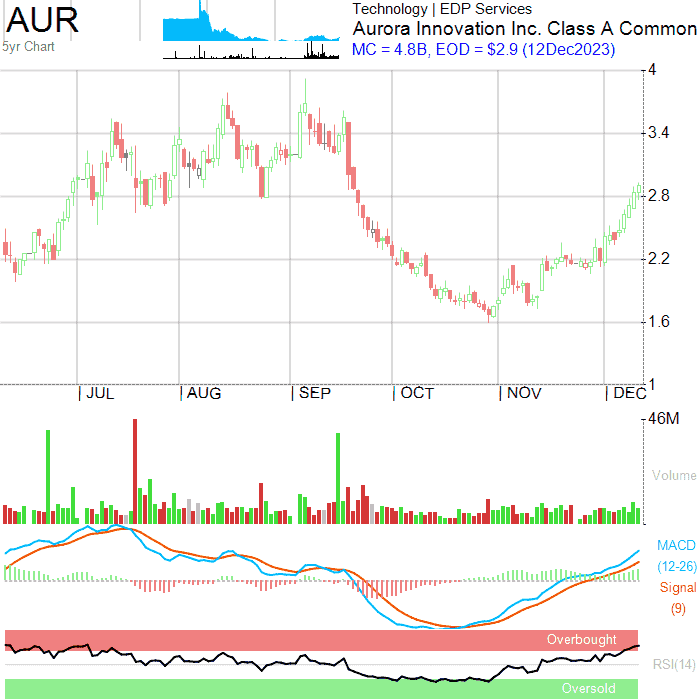 AUR
5yr Chart
Technology | EDP Services
Aurora Innovation Inc. Class A Common
MC = 4.8B, EOD = $2.9 (12Dec2023)
4
3.4
2.8
2.2
1.6
1
| JUL
| AUG
| SEP
| OCT
| NOV
| DEC
46M
Volume
MACD
(12-26)
Signal
(9)
Overbought
RSI(14)
Oversold